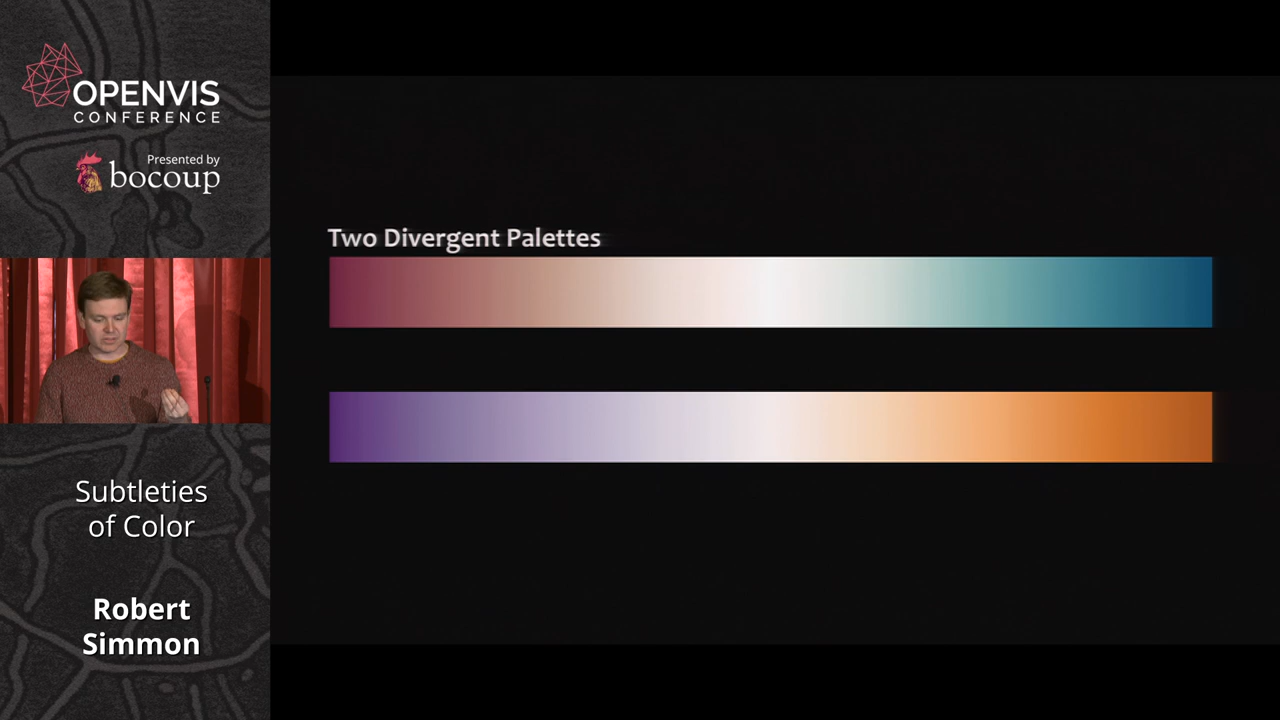 OPENVIS
CONFERENCE
Presented by
bocoup
Subtleties
of Color
Robert
Simmon
Two Divergent Palettes